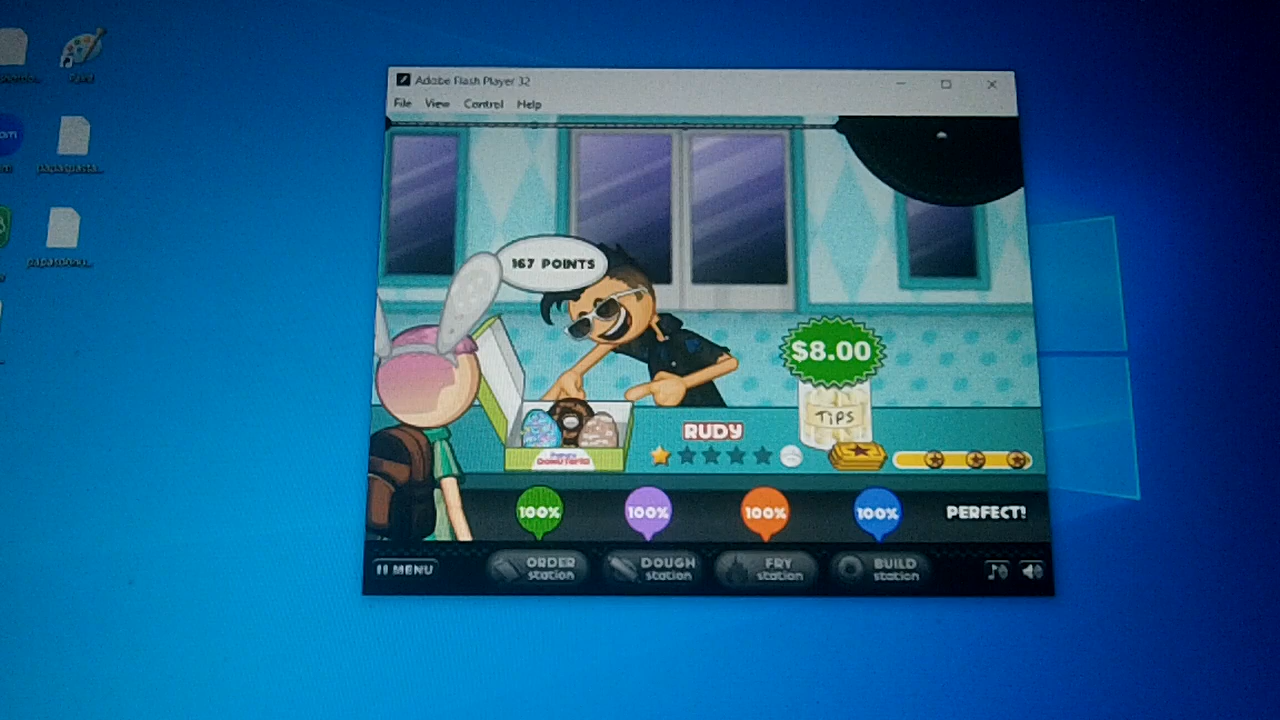 Paint
Adobe Flash Player 32
File View Control Help
167 POINTS
$8.00
TIPS
RUDY
100% 100% 100% 100% PERFECT!
MENU
ORDER station
DOUGH station
FRY station
BUILD station